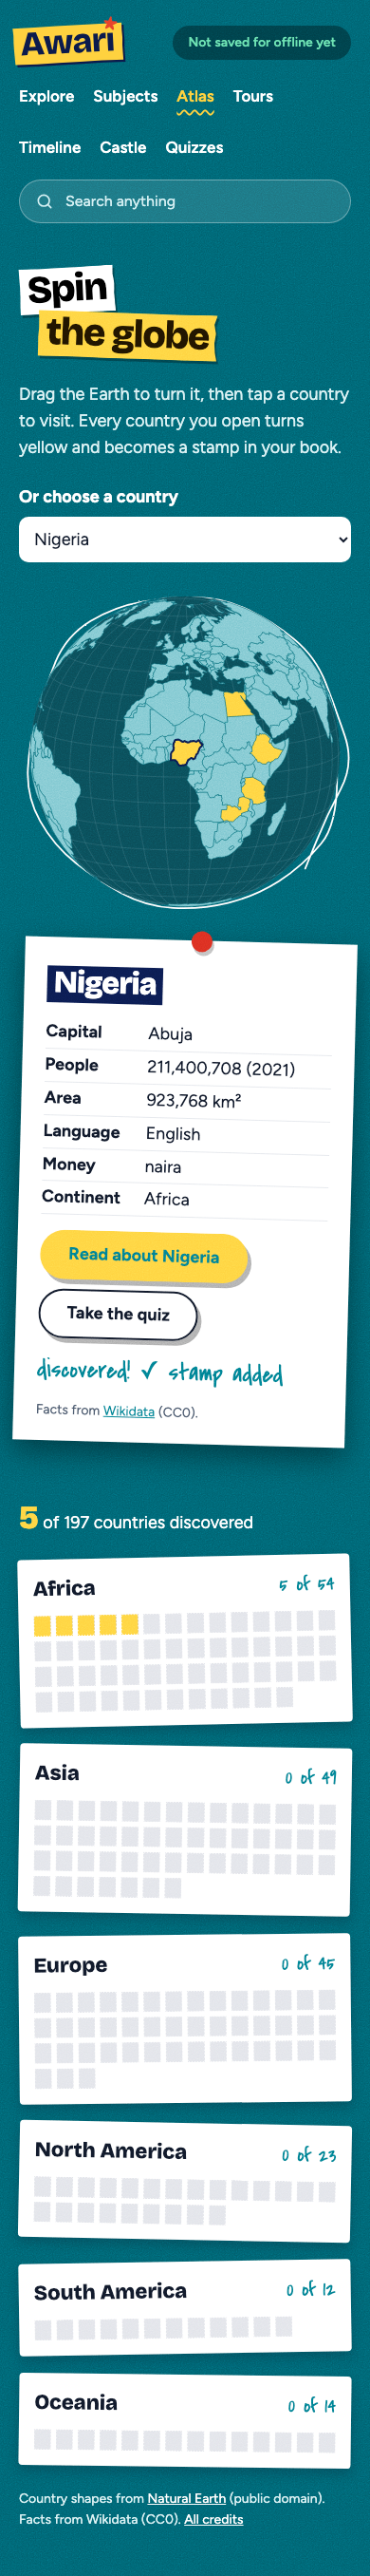 Awari
Not saved for offline yet
Explore Subjects Atlas Tours
Timeline Castle Quizzes
Search anything
Spin
the globe
Drag the Earth to turn it, then tap a country
to visit. Every country you open turns
yellow and becomes a stamp in your book.
Or choose a country
Nigeria
Nigeria
Capital Abuja
People 211,400,708 (2021)
Area 923,768 km²
Language English
Money naira
Continent Africa
Read about Nigeria
Take the quiz
discovered! ✓ stamp added
Facts from Wikidata (CC0).
5 of 197 countries discovered
Africa 5 of 54
Asia 0 of 49
Europe 0 of 45
North America 0 of 23
South America 0 of 12
Oceania 0 of 14
Country shapes from Natural Earth (public domain).
Facts from Wikidata (CC0). All credits